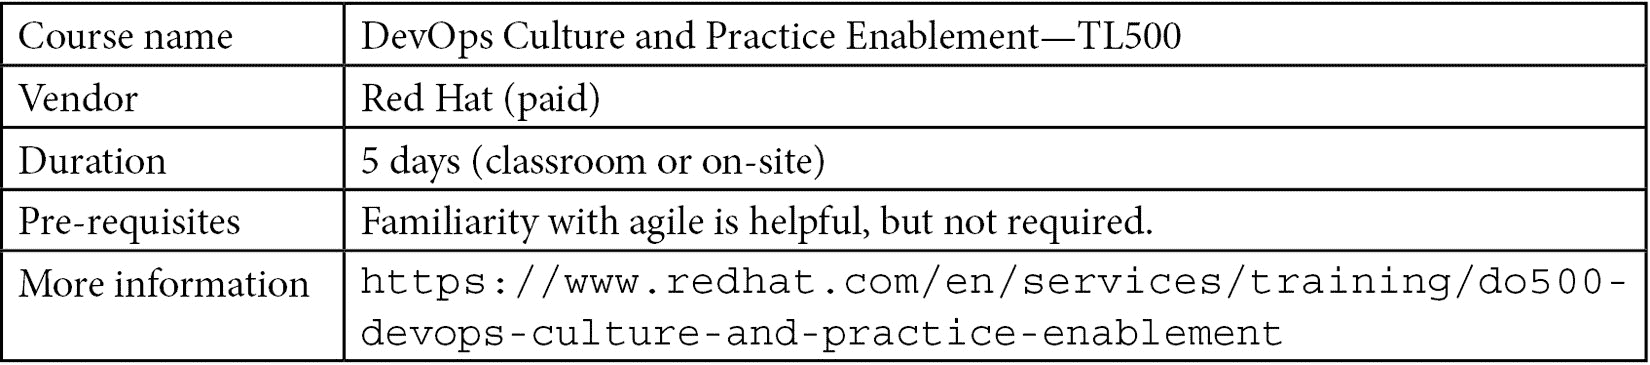 Course name DevOps Culture and Practice Enablement—TL500
Vendor Red Hat (paid)
Duration 5 days (classroom or on-site)
Pre-requisites Familiarity with agile is helpful, but not required.
More information https://www.redhat.com/en/services/training/do500-
devops-culture-and-practice-enablement